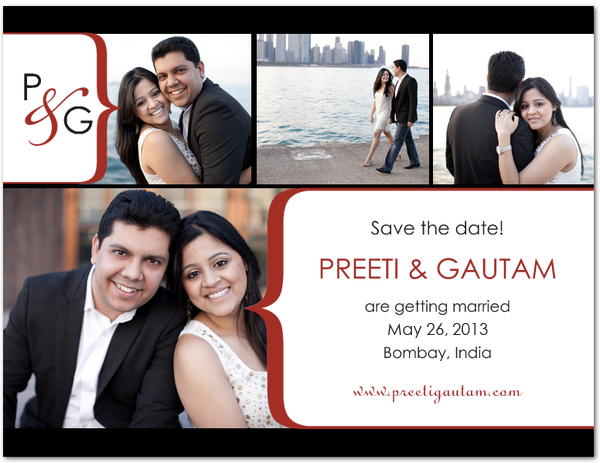 P
&
G
Save the date!
PREETI & GAUTAM
are getting married
May 26, 2013
Bombay, India
www.preetigautam.com